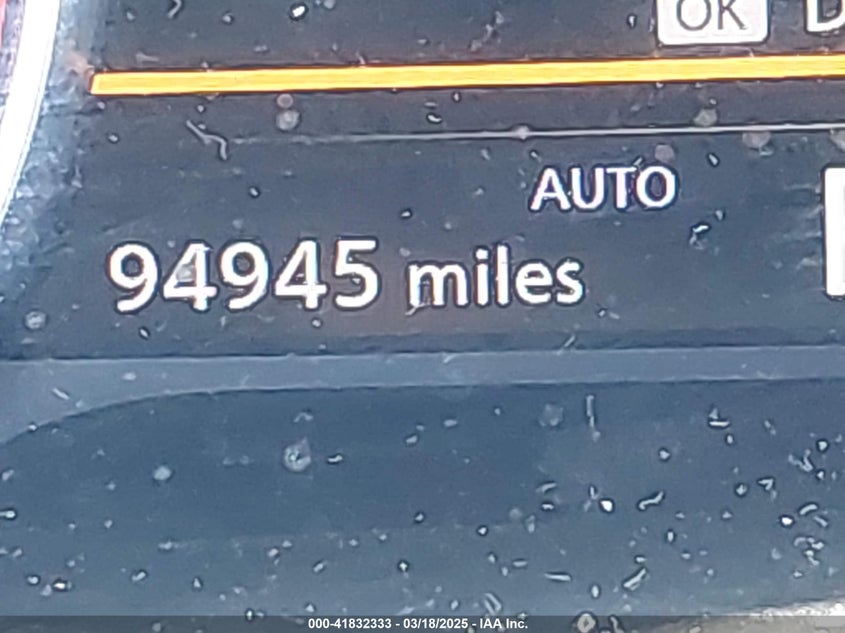 OK D
AUTO
94945 miles
000-41832333 - 03/18/2025 - IAA Inc.